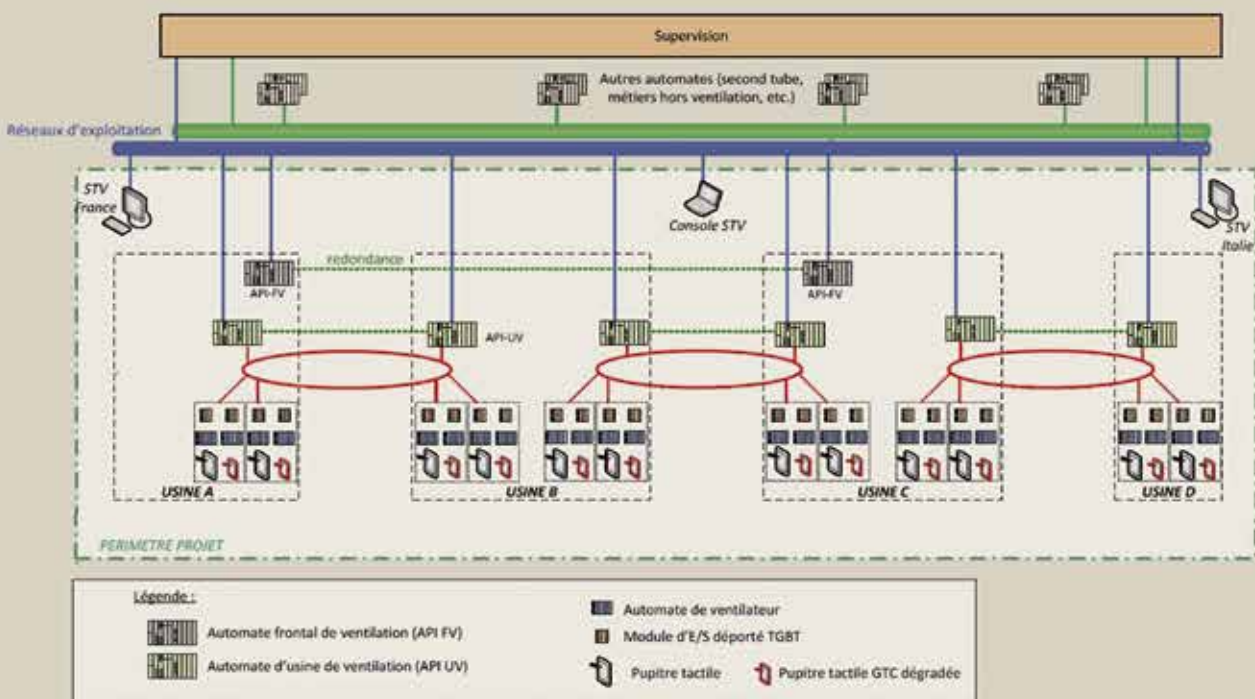 Supervision
Autres automates (second tube,
métiers hors ventilation, etc.)
Réseaux d'exploitation
STV
France
Console STV
STV
Italie
redondance
API-FV
API-FV
API-UV
USINE A
USINE B
USINE C
USINE D
PERIMETRE PROJET
Légende :
Automate frontal de ventilation (API FV)
Automate d'usine de ventilation (API UV)
Automate de ventilateur
Module d'E/S déporté TGBT
Pupitre tactile
Pupitre tactile GTC dégradée